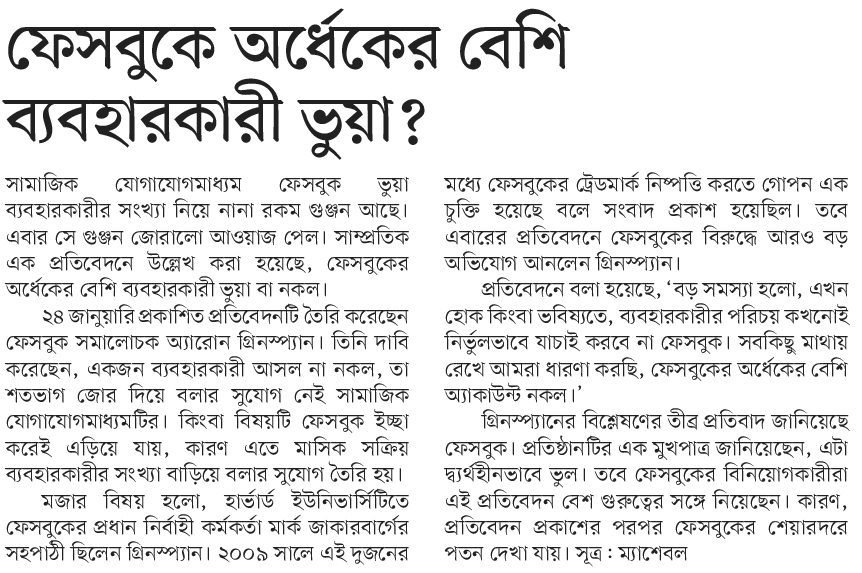 ফেসবুকে অর্ধেকের বেশি
ব্যবহারকারী ভুয়া?
সামাজিক যোগাযোগমাধ্যম ফেসবুক ভুয়া
ব্যবহারকারীর সংখ্যা নিয়ে নানা রকম গুঞ্জন আছে।
এবার সে গুঞ্জন জোরালো আওয়াজ পেল। সাম্প্রতিক
এক প্রতিবেদনে উল্লেখ করা হয়েছে, ফেসবুকের
অর্ধেকের বেশি ব্যবহারকারী ভুয়া বা নকল।
২৪ জানুয়ারি প্রকাশিত প্রতিবেদনটি তৈরি করেছেন
ফেসবুক সমালোচক অ্যারোন গ্রিনস্প্যান। তিনি দাবি
করেছেন, একজন ব্যবহারকারী আসল না নকল, তা
শতভাগ জোর দিয়ে বলার সুযোগ নেই সামাজিক
যোগাযোগমাধ্যমটির। কিংবা বিষয়টি ফেসবুক ইচ্ছা
করেই এড়িয়ে যায়, কারণ এতে মাসিক সক্রিয়
ব্যবহারকারীর সংখ্যা বাড়িয়ে বলার সুযোগ তৈরি হয়।
মজার বিষয় হলো, হার্ভার্ড ইউনিভার্সিটিতে
ফেসবুকের প্রধান নির্বাহী কর্মকর্তা মার্ক জাকারবার্গের
সহপাঠী ছিলেন গ্রিনস্প্যান। ২০০৯ সালে এই দুজনের
মধ্যে ফেসবুকের ট্রেডমার্ক নিষ্পত্তি করতে গোপন এক
চুক্তি হয়েছে বলে সংবাদ প্রকাশ হয়েছিল। তবে
এবারের প্রতিবেদনে ফেসবুকের বিরুদ্ধে আরও বড়
অভিযোগ আনলেন গ্রিনস্প্যান।
প্রতিবেদনে বলা হয়েছে, ‘বড় সমস্যা হলো, এখন
হোক কিংবা ভবিষ্যতে, ব্যবহারকারীর পরিচয় কখনোই
নির্ভুলভাবে যাচাই করবে না ফেসবুক। সবকিছু মাথায়
রেখে আমরা ধারণা করছি, ফেসবুকের অর্ধেকের বেশি
অ্যাকাউন্ট নকল।’
গ্রিনস্প্যানের বিশ্লেষণের তীব্র প্রতিবাদ জানিয়েছে
ফেসবুক। প্রতিষ্ঠানটির এক মুখপাত্র জানিয়েছেন, এটা
দ্ব্যর্থহীনভাবে ভুল। তবে ফেসবুকের বিনিয়োগকারীরা
এই প্রতিবেদন বেশ গুরুত্বের সঙ্গে নিয়েছেন। কারণ,
প্রতিবেদন প্রকাশের পরপর ফেসবুকের শেয়ারদরে
পতন দেখা যায়। সূত্র : ম্যাশেবল